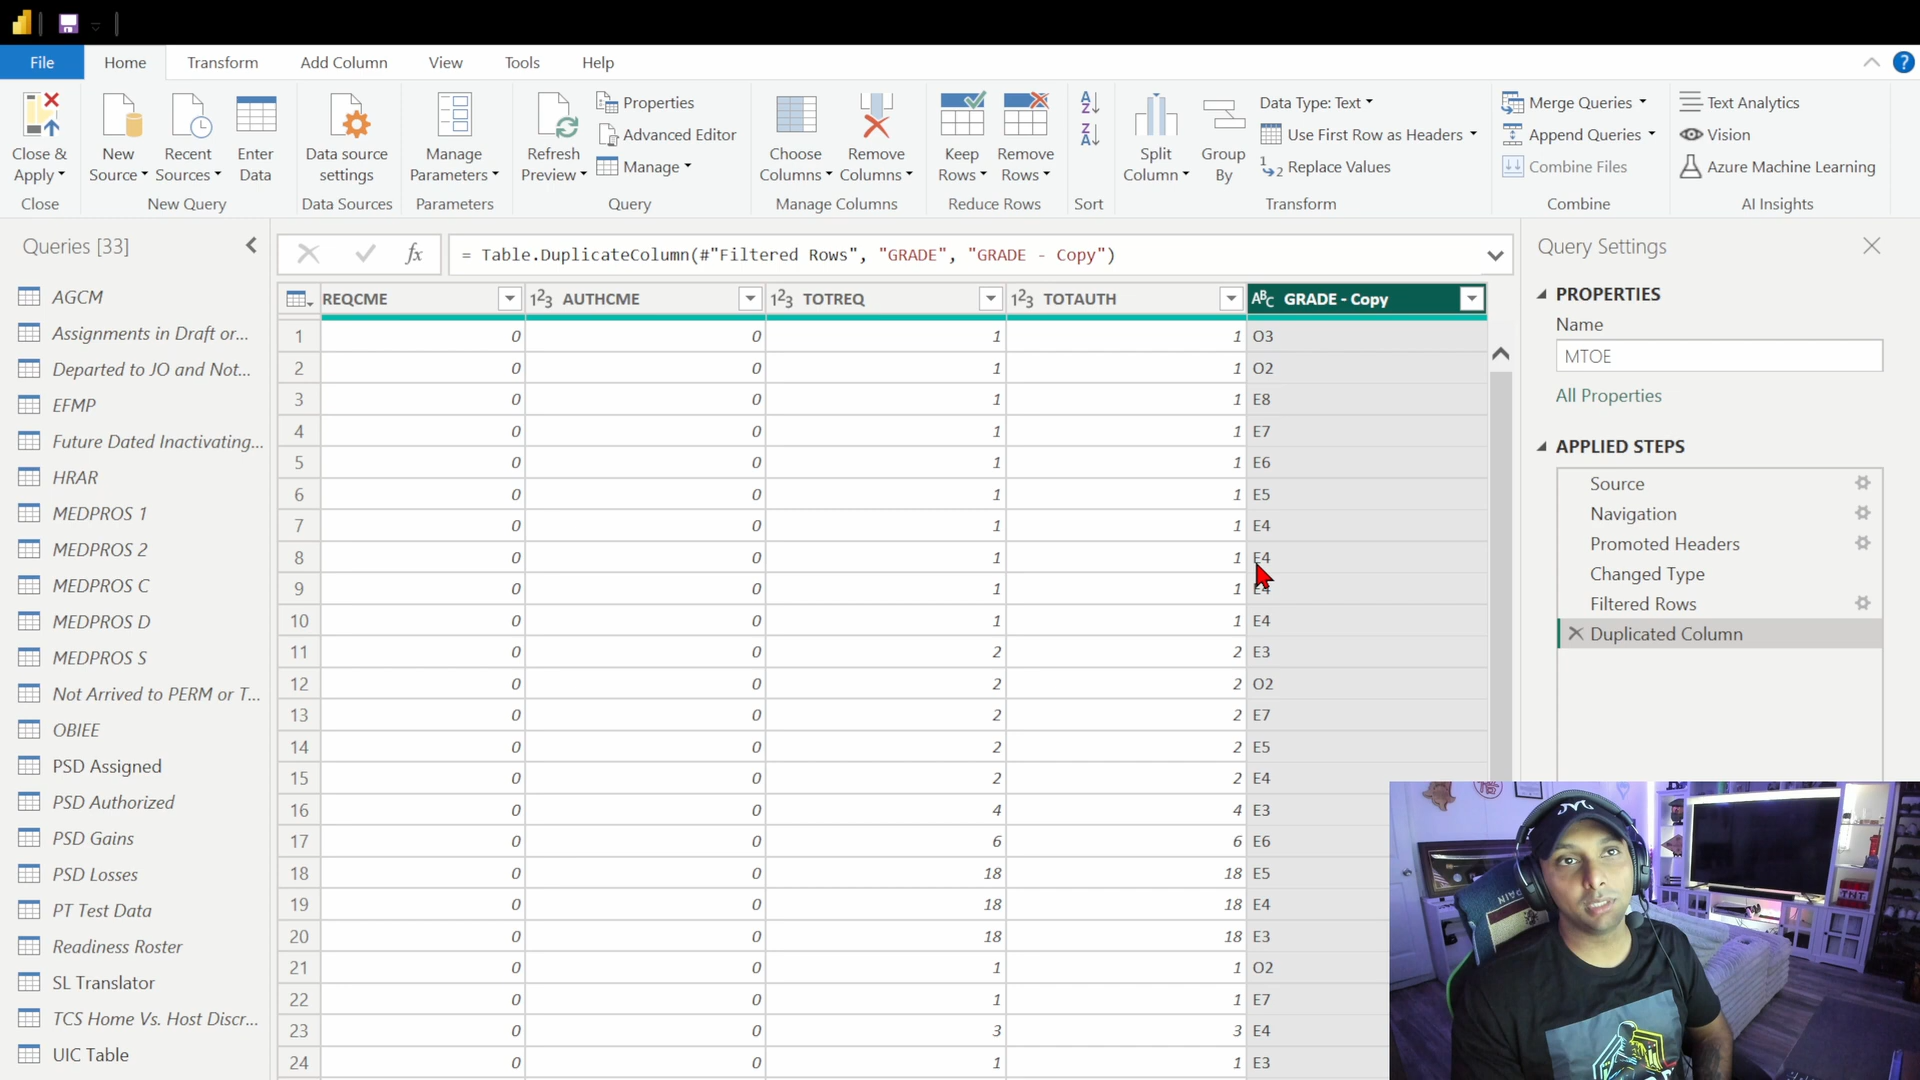 File Home Transform Add Column View Tools Help
Close & Apply
New Source
Recent Sources
Enter Data
Data source settings
Manage Parameters
Refresh Preview
Properties
Advanced Editor
Manage
Choose Columns
Remove Columns
Keep Rows
Remove Rows
Split Column
Group By
Data Type: Text
Use First Row as Headers
Replace Values
Merge Queries
Append Queries
Combine Files
Text Analytics
Vision
Azure Machine Learning
Close New Query Data Sources Parameters Query Manage Columns Reduce Rows Sort Transform Combine AI Insights
Queries [33]
AGCM
Assignments in Draft or...
Departed to JO and Not...
EFMP
Future Dated Inactivating...
HRAR
MEDPROS 1
MEDPROS 2
MEDPROS C
MEDPROS D
MEDPROS S
Not Arrived to PERM or T...
OBIEE
PSD Assigned
PSD Authorized
PSD Gains
PSD Losses
PT Test Data
Readiness Roster
SL Translator
TCS Home Vs. Host Discr...
UIC Table
fx = Table.DuplicateColumn(#"Filtered Rows", "GRADE", "GRADE - Copy")
REQCME 123 AUTHCME 123 TOTREQ 123 TOTAUTH ABC GRADE - Copy
1 0 0 1 1 O3
2 0 0 1 1 O2
3 0 0 1 1 E8
4 0 0 1 1 E7
5 0 0 1 1 E6
6 0 0 1 1 E5
7 0 0 1 1 E4
8 0 0 1 1 E4
9 0 0 1 1 E4
10 0 0 1 1 E4
11 0 0 2 2 E3
12 0 0 2 2 O2
13 0 0 2 2 E7
14 0 0 2 2 E5
15 0 0 2 2 E4
16 0 0 4 4 E3
17 0 0 6 6 E6
18 0 0 18 18 E5
19 0 0 18 18 E4
20 0 0 18 18 E3
21 0 0 1 1 O2
22 0 0 1 1 E7
23 0 0 3 3 E4
24 0 0 1 1 E3
Query Settings
PROPERTIES
Name
MTOE
All Properties
APPLIED STEPS
Source
Navigation
Promoted Headers
Changed Type
Filtered Rows
Duplicated Column
PAIN
TNT